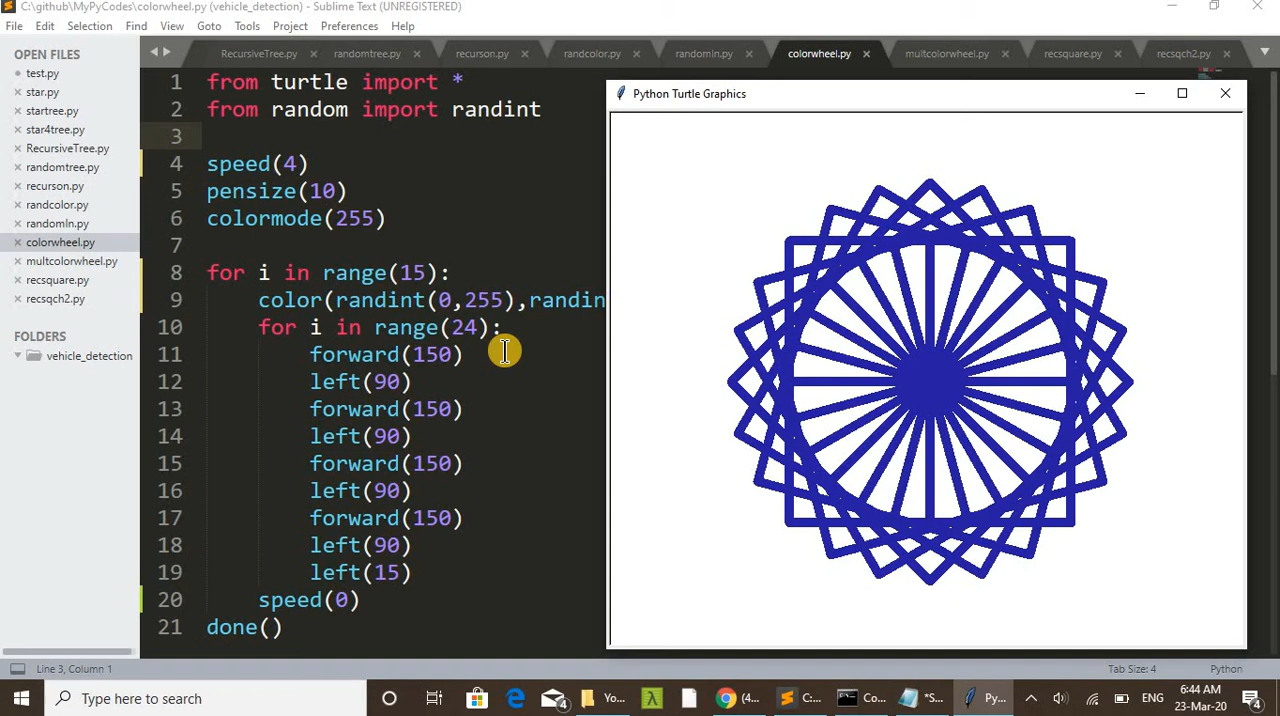 C:\github\MyPyCodes\colorwheel.py (vehicle_detection) - Sublime Text (UNREGISTERED)
File Edit Selection Find View Goto Tools Project Preferences Help
OPEN FILES
test.py
star.py
startree.py
star4tree.py
RecursiveTree.py
randomtree.py
recurson.py
randcolor.py
randomln.py
colorwheel.py
multcolorwheel.py
recsquare.py
recsqch2.py
FOLDERS
vehicle_detection
RecursiveTree.py randomtree.py recurson.py randcolor.py randomln.py colorwheel.py multcolorwheel.py recsquare.py recsqch2.py
1 from turtle import *
2 from random import randint
3
4 speed(4)
5 pensize(10)
6 colormode(255)
7
8 for i in range(15):
9 color(randint(0,255),randin
10 for i in range(24):
11 forward(150)
12 left(90)
13 forward(150)
14 left(90)
15 forward(150)
16 left(90)
17 forward(150)
18 left(90)
19 left(15)
20 speed(0)
21 done()
Python Turtle Graphics
Line 3, Column 1 Tab Size: 4 Python
Type here to search 4 Yo... (4... C:... Co... *S... Py... ENG 6:44 AM
23-Mar-20 4